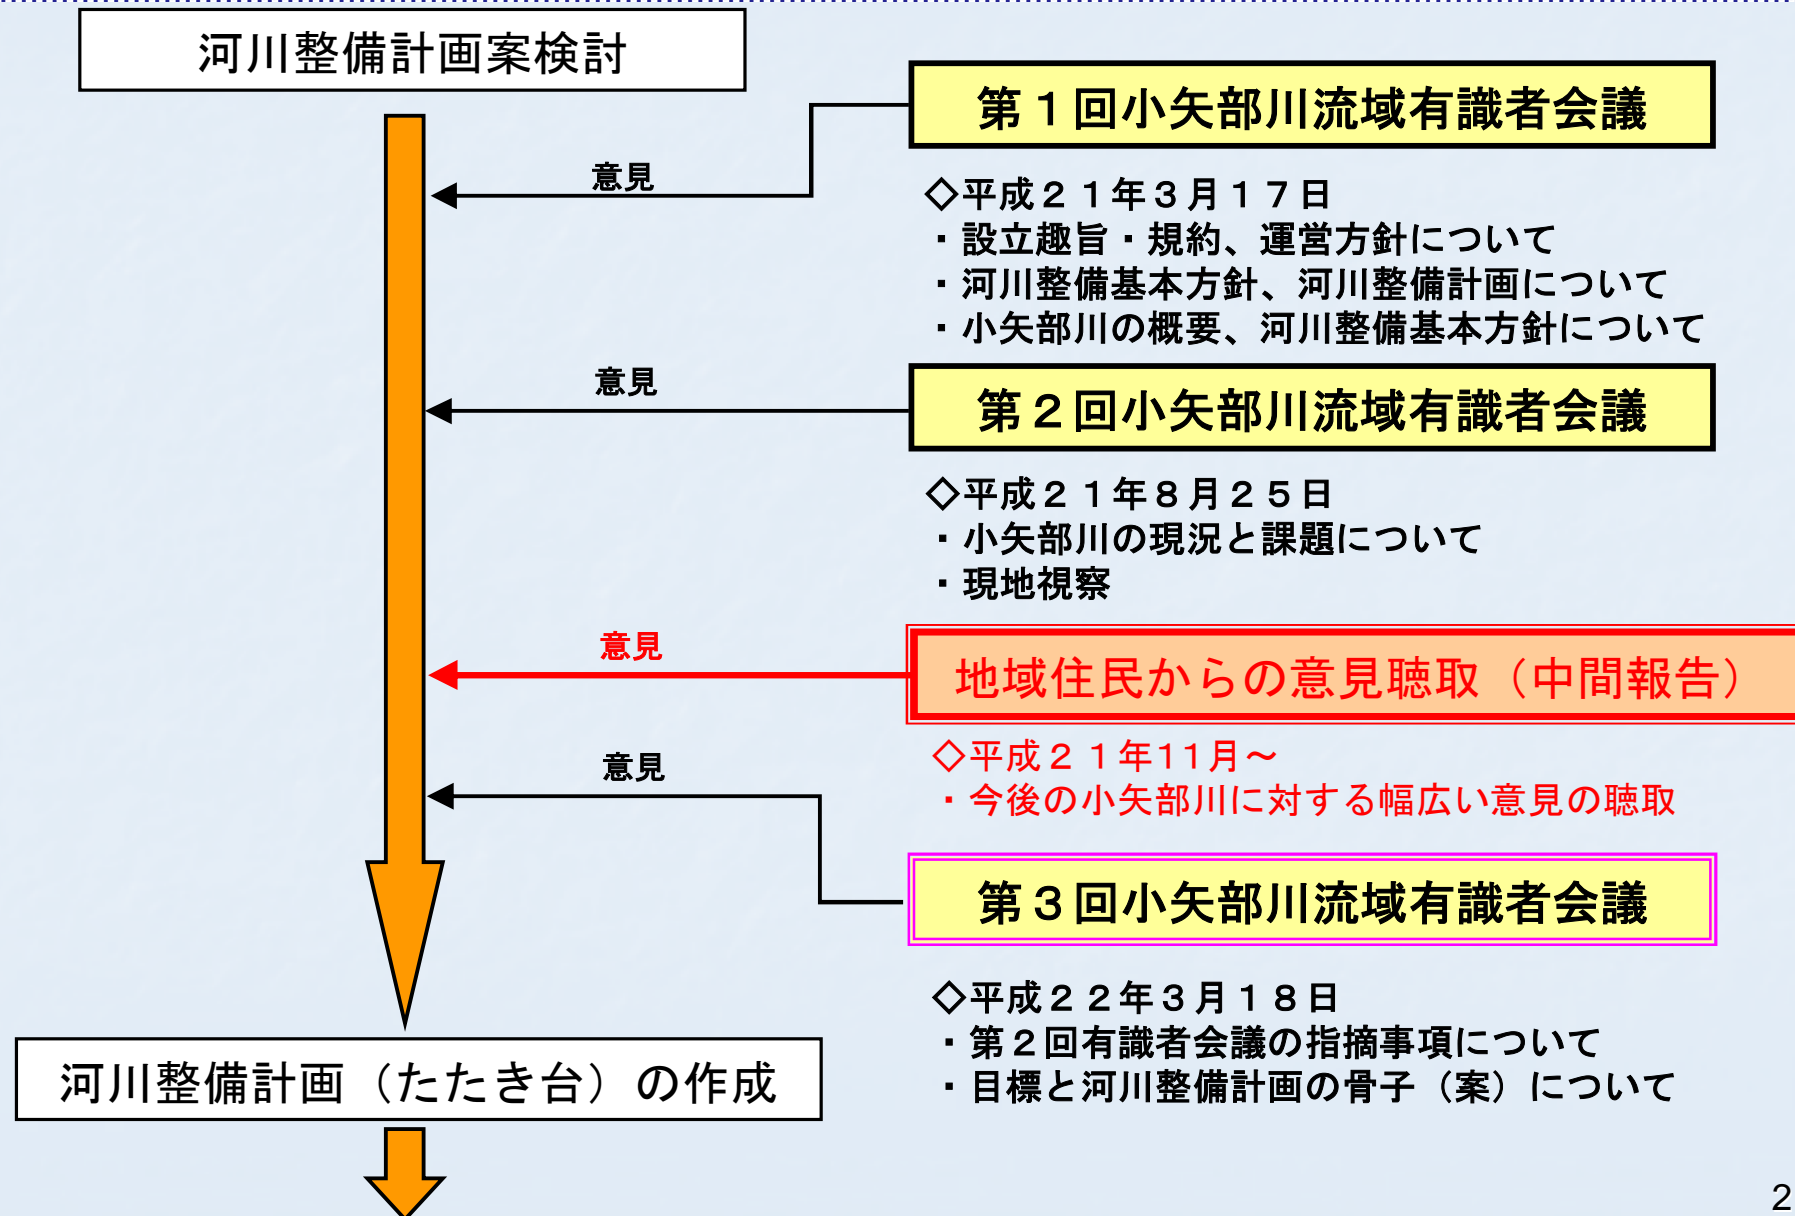 河川整備計画案検討
第１回小矢部川流域有識者会議
意見
◇平成２１年３月１７日
・設立趣旨・規約、運営方針について
・河川整備基本方針、河川整備計画について
・小矢部川の概要、河川整備基本方針について
意見
第２回小矢部川流域有識者会議
◇平成２１年８月２５日
・小矢部川の現況と課題について
・現地視察
意見
地域住民からの意見聴取（中間報告）
◇平成２１年11月～
・今後の小矢部川に対する幅広い意見の聴取
意見
第３回小矢部川流域有識者会議
◇平成２２年３月１８日
・第２回有識者会議の指摘事項について
・目標と河川整備計画の骨子（案）について
河川整備計画（たたき台）の作成
2